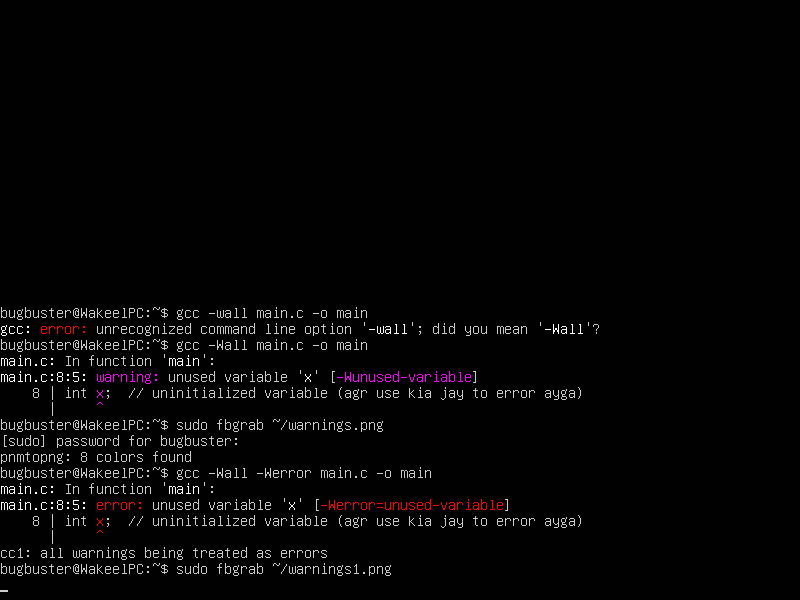 bugbuster@WakeelPC:~$ gcc -wall main.c -o main
gcc: error: unrecognized command line option '-wall'; did you mean '-Wall'?
bugbuster@WakeelPC:~$ gcc -Wall main.c -o main
main.c: In function 'main':
main.c:8:5: warning: unused variable 'x' [-Wunused-variable]
    8 | int x;  // uninitialized variable (agr use kia jay to error ayga)
      |     ^
bugbuster@WakeelPC:~$ sudo fbgrab ~/warnings.png
[sudo] password for bugbuster:
pnmtopng: 8 colors found
bugbuster@WakeelPC:~$ gcc -Wall -Werror main.c -o main
main.c: In function 'main':
main.c:8:5: error: unused variable 'x' [-Werror=unused-variable]
    8 | int x;  // uninitialized variable (agr use kia jay to error ayga)
      |     ^
cc1: all warnings being treated as errors
bugbuster@WakeelPC:~$ sudo fbgrab ~/warnings1.png